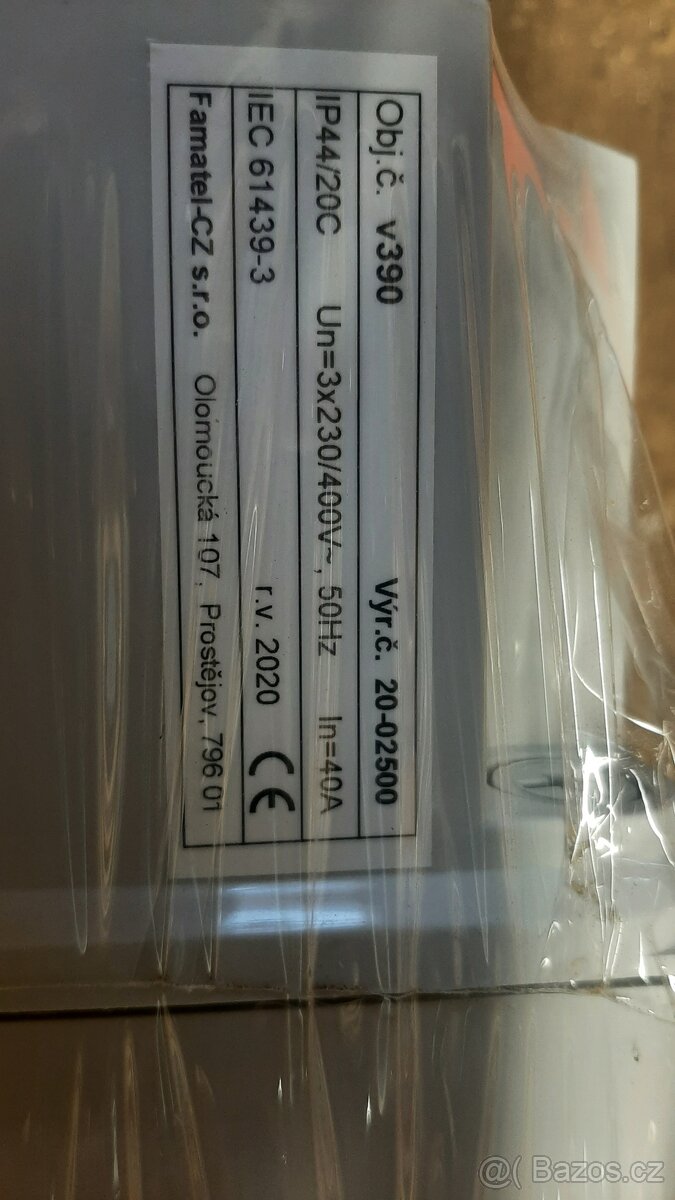 Obj.č. v390 Výr.č. 20-02500
IP44/20C Un=3x230/400V~, 50Hz In=40A
IEC 61439-3 r.v. 2020 CE
Famatel-CZ s.r.o. Olomoucká 107, Prostějov, 796 01
@( Bazos.cz